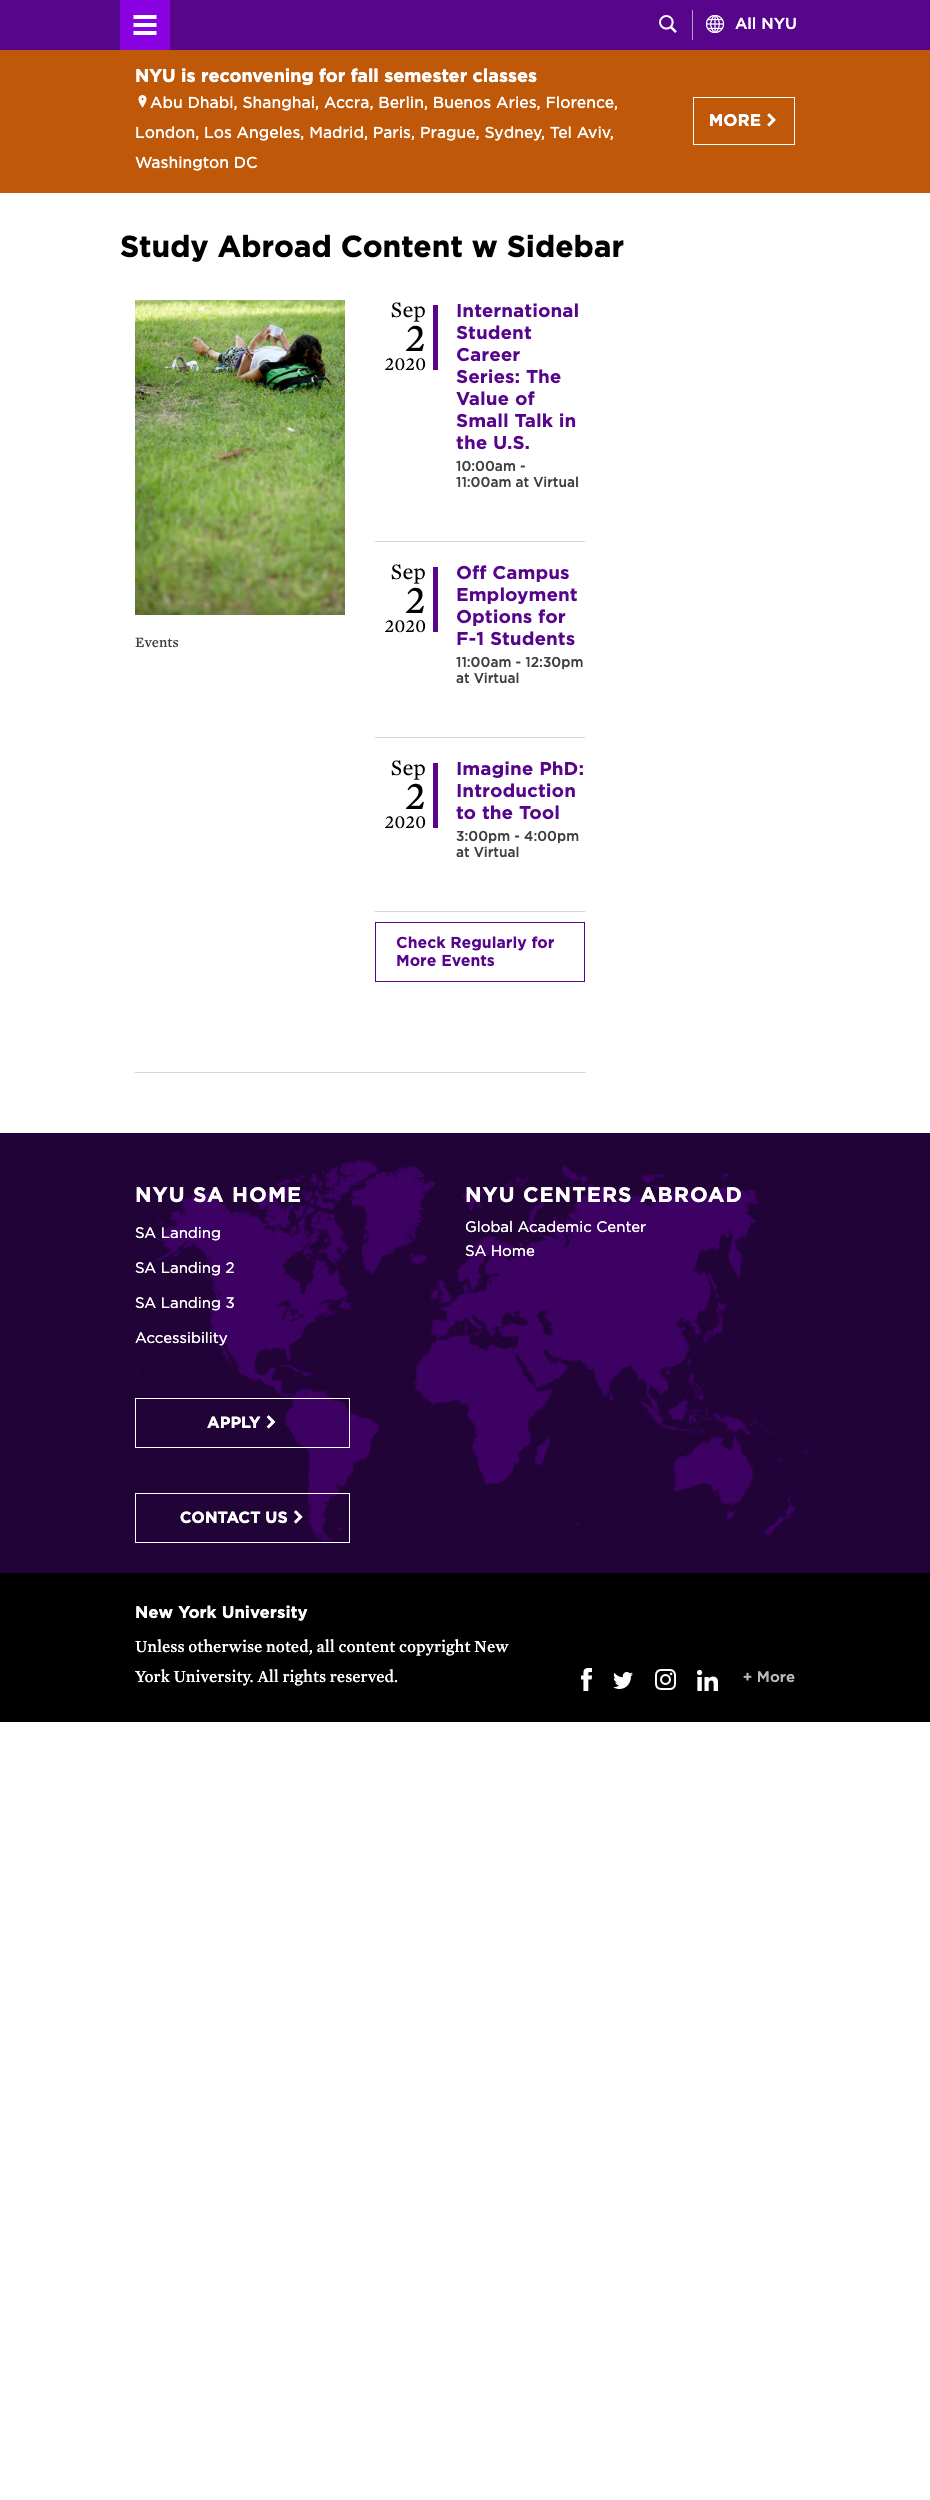 All NYU
NYU is reconvening for fall semester classes
Abu Dhabi, Shanghai, Accra, Berlin, Buenos Aries, Florence,
London, Los Angeles, Madrid, Paris, Prague, Sydney, Tel Aviv,
Washington DC
MORE
Study Abroad Content w Sidebar
Events
Sep
2
2020
International
Student
Career
Series: The
Value of
Small Talk in
the U.S.
10:00am -
11:00am at Virtual
Sep
2
2020
Off Campus
Employment
Options for
F-1 Students
11:00am - 12:30pm
at Virtual
Sep
2
2020
Imagine PhD:
Introduction
to the Tool
3:00pm - 4:00pm
at Virtual
Check Regularly for
More Events
NYU SA HOME
SA Landing
SA Landing 2
SA Landing 3
Accessibility
APPLY
CONTACT US
NYU CENTERS ABROAD
Global Academic Center
SA Home
New York University
Unless otherwise noted, all content copyright New
York University. All rights reserved.
+ More